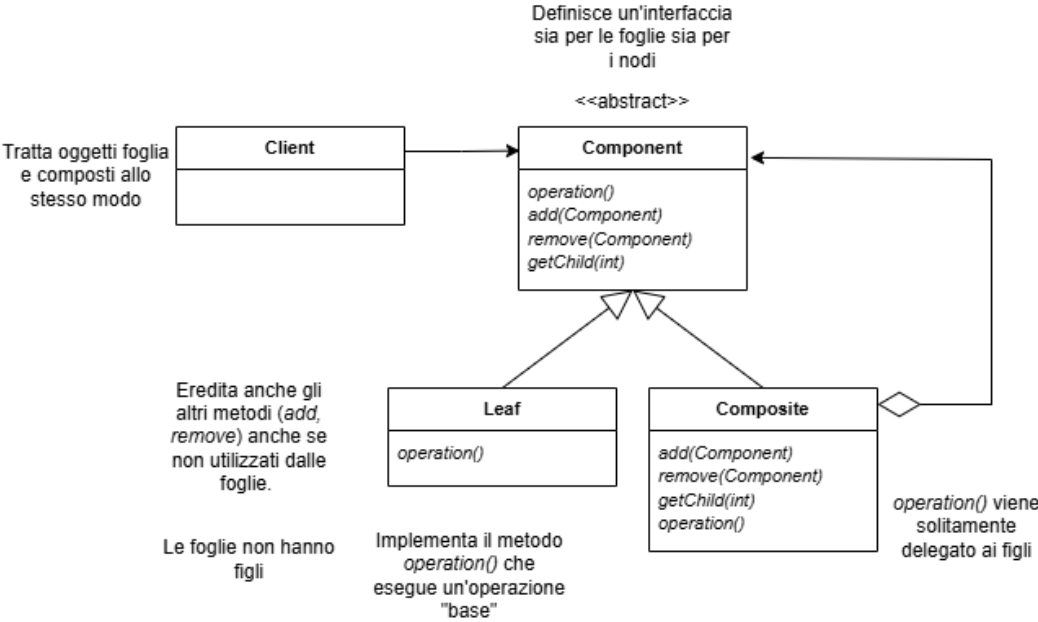 Definisce un'interfaccia
sia per le foglie sia per
i nodi
<<abstract>>
Tratta oggetti foglia
e composti allo
stesso modo
Client
Component
operation()
add(Component)
remove(Component)
getChild(int)
Eredita anche gli
altri metodi (add,
remove) anche se
non utilizzati dalle
foglie.
Le foglie non hanno
figli
Leaf
operation()
Implementa il metodo
operation() che
esegue un'operazione
"base"
Composite
add(Component)
remove(Component)
getChild(int)
operation()
operation() viene
solitamente
delegato ai figli